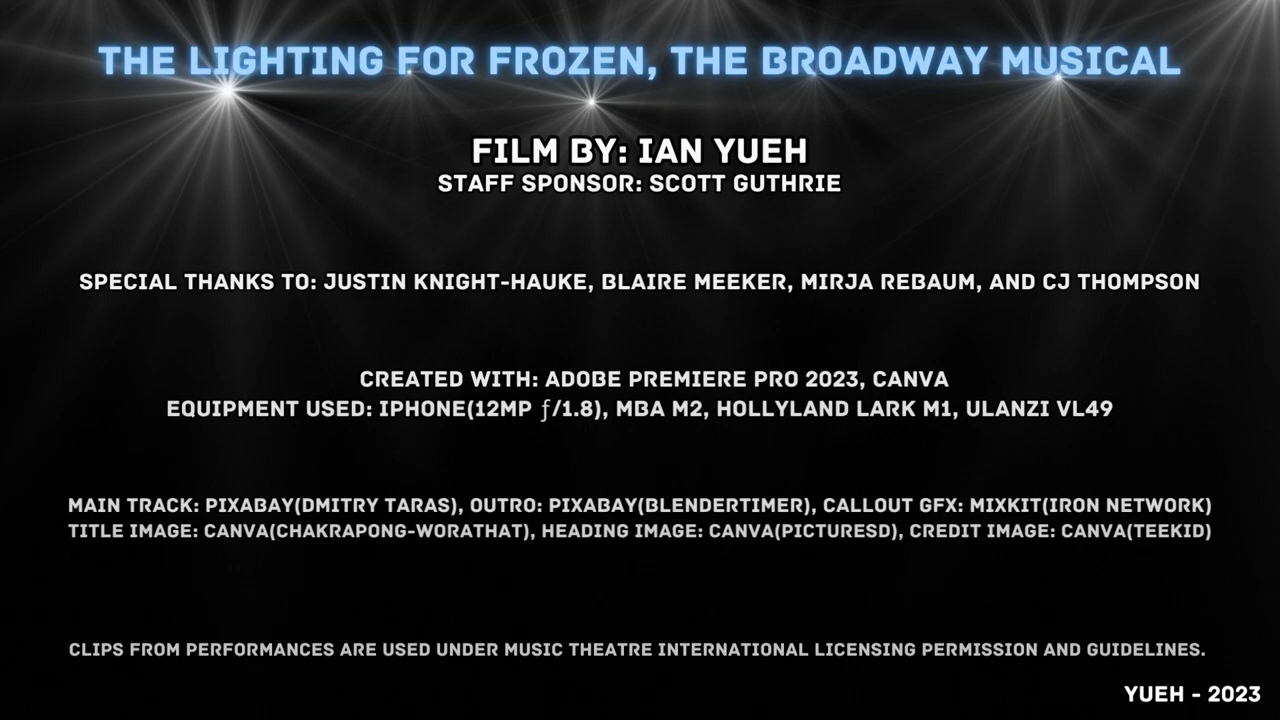 THE LIGHTING FOR FROZEN, THE BROADWAY MUSICAL
FILM BY: IAN YUEH
STAFF SPONSOR: SCOTT GUTHRIE
SPECIAL THANKS TO: JUSTIN KNIGHT-HAUKE, BLAIRE MEEKER, MIRJA REBAUM, AND CJ THOMPSON
CREATED WITH: ADOBE PREMIERE PRO 2023, CANVA
EQUIPMENT USED: IPHONE(12MP ƒ/1.8), MBA M2, HOLLYLAND LARK M1, ULANZI VL49
MAIN TRACK: PIXABAY(DMITRY TARAS), OUTRO: PIXABAY(BLENDERTIMER), CALLOUT GFX: MIXKIT(IRON NETWORK)
TITLE IMAGE: CANVA(CHAKRAPONG-WORATHAT), HEADING IMAGE: CANVA(PICTURESD), CREDIT IMAGE: CANVA(TEEKID)
CLIPS FROM PERFORMANCES ARE USED UNDER MUSIC THEATRE INTERNATIONAL LICENSING PERMISSION AND GUIDELINES.
YUEH - 2023